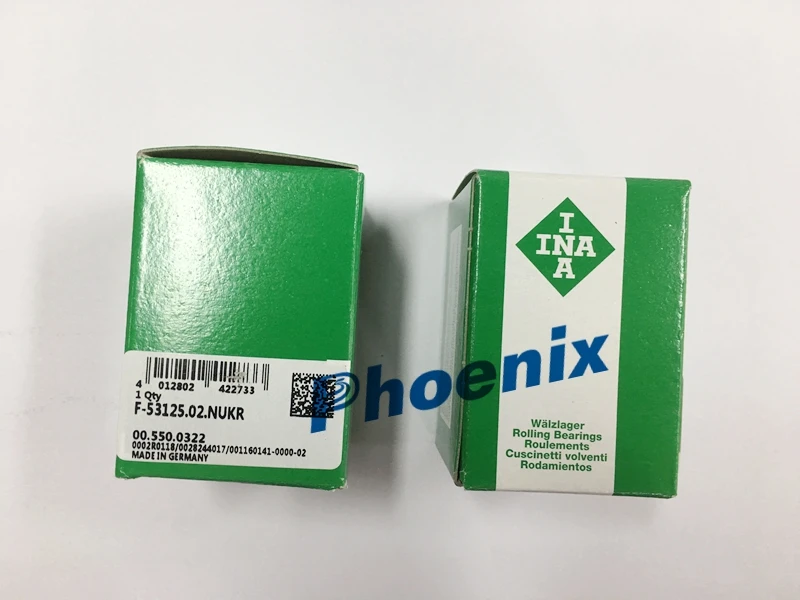 4 012802 422733
1 Qty
F-53125.02.NUKR
00.550.0322
0002R0118/0028244017/001160141-0000-02
MADE IN GERMANY
I
INA
A
Phoenix
Wälzlager
Rolling Bearings
Roulements
Cuscinetti volventi
Rodamientos